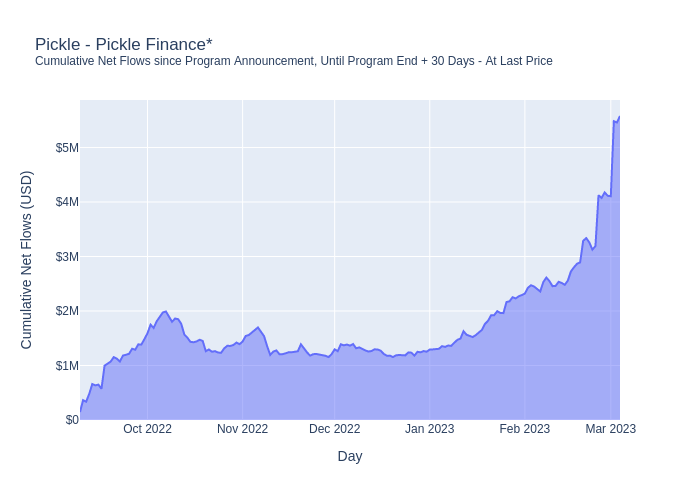 Pickle - Pickle Finance*
Cumulative Net Flows since Program Announcement, Until Program End + 30 Days - At Last Price
Cumulative Net Flows (USD)
$5M
$4M
$3M
$2M
$1M
$0
Oct 2022 Nov 2022 Dec 2022 Jan 2023 Feb 2023 Mar 2023
Day